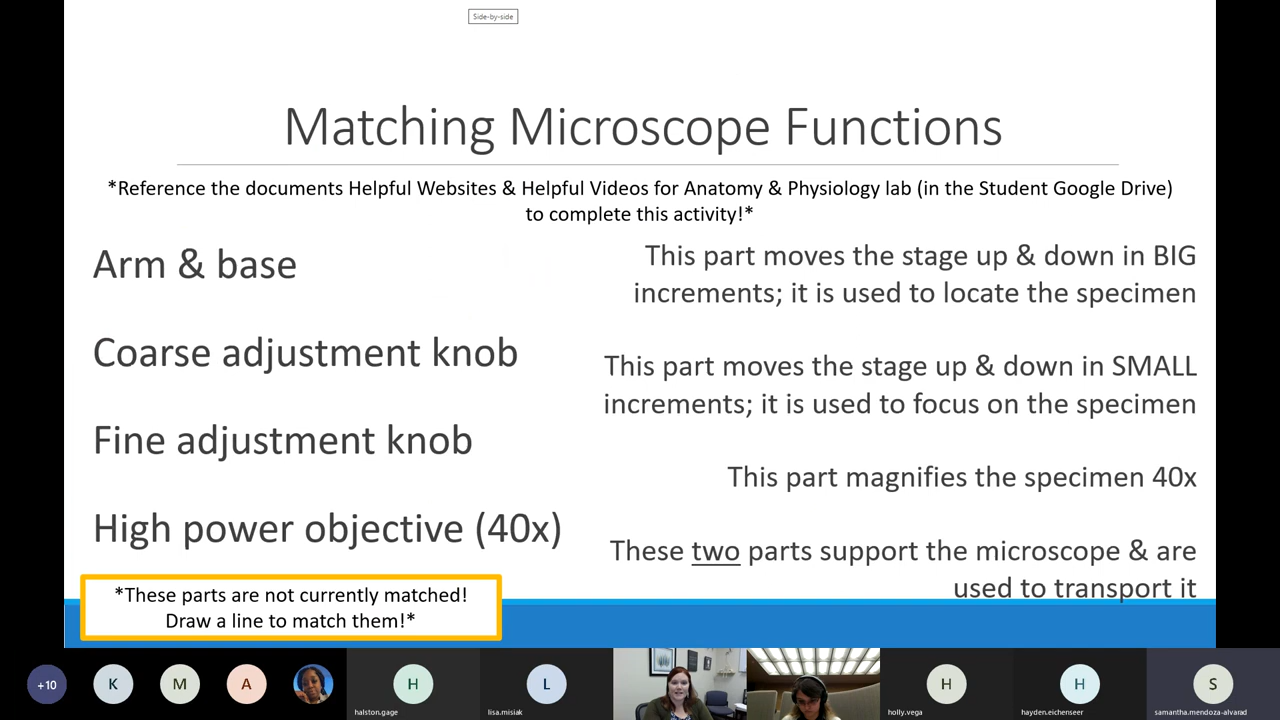 Side-by-side
Matching Microscope Functions
*Reference the documents Helpful Websites & Helpful Videos for Anatomy & Physiology lab (in the Student Google Drive)
to complete this activity!*
Arm & base
Coarse adjustment knob
Fine adjustment knob
High power objective (40x)
This part moves the stage up & down in BIG
increments; it is used to locate the specimen
This part moves the stage up & down in SMALL
increments; it is used to focus on the specimen
This part magnifies the specimen 40x
These two parts support the microscope & are
used to transport it
*These parts are not currently matched!
Draw a line to match them!*
+10
K
M
A
H
halston.gage
L
lisa.misiak
H
holly.vega
H
hayden.eichenseer
S
samantha.mendoza-alvarad